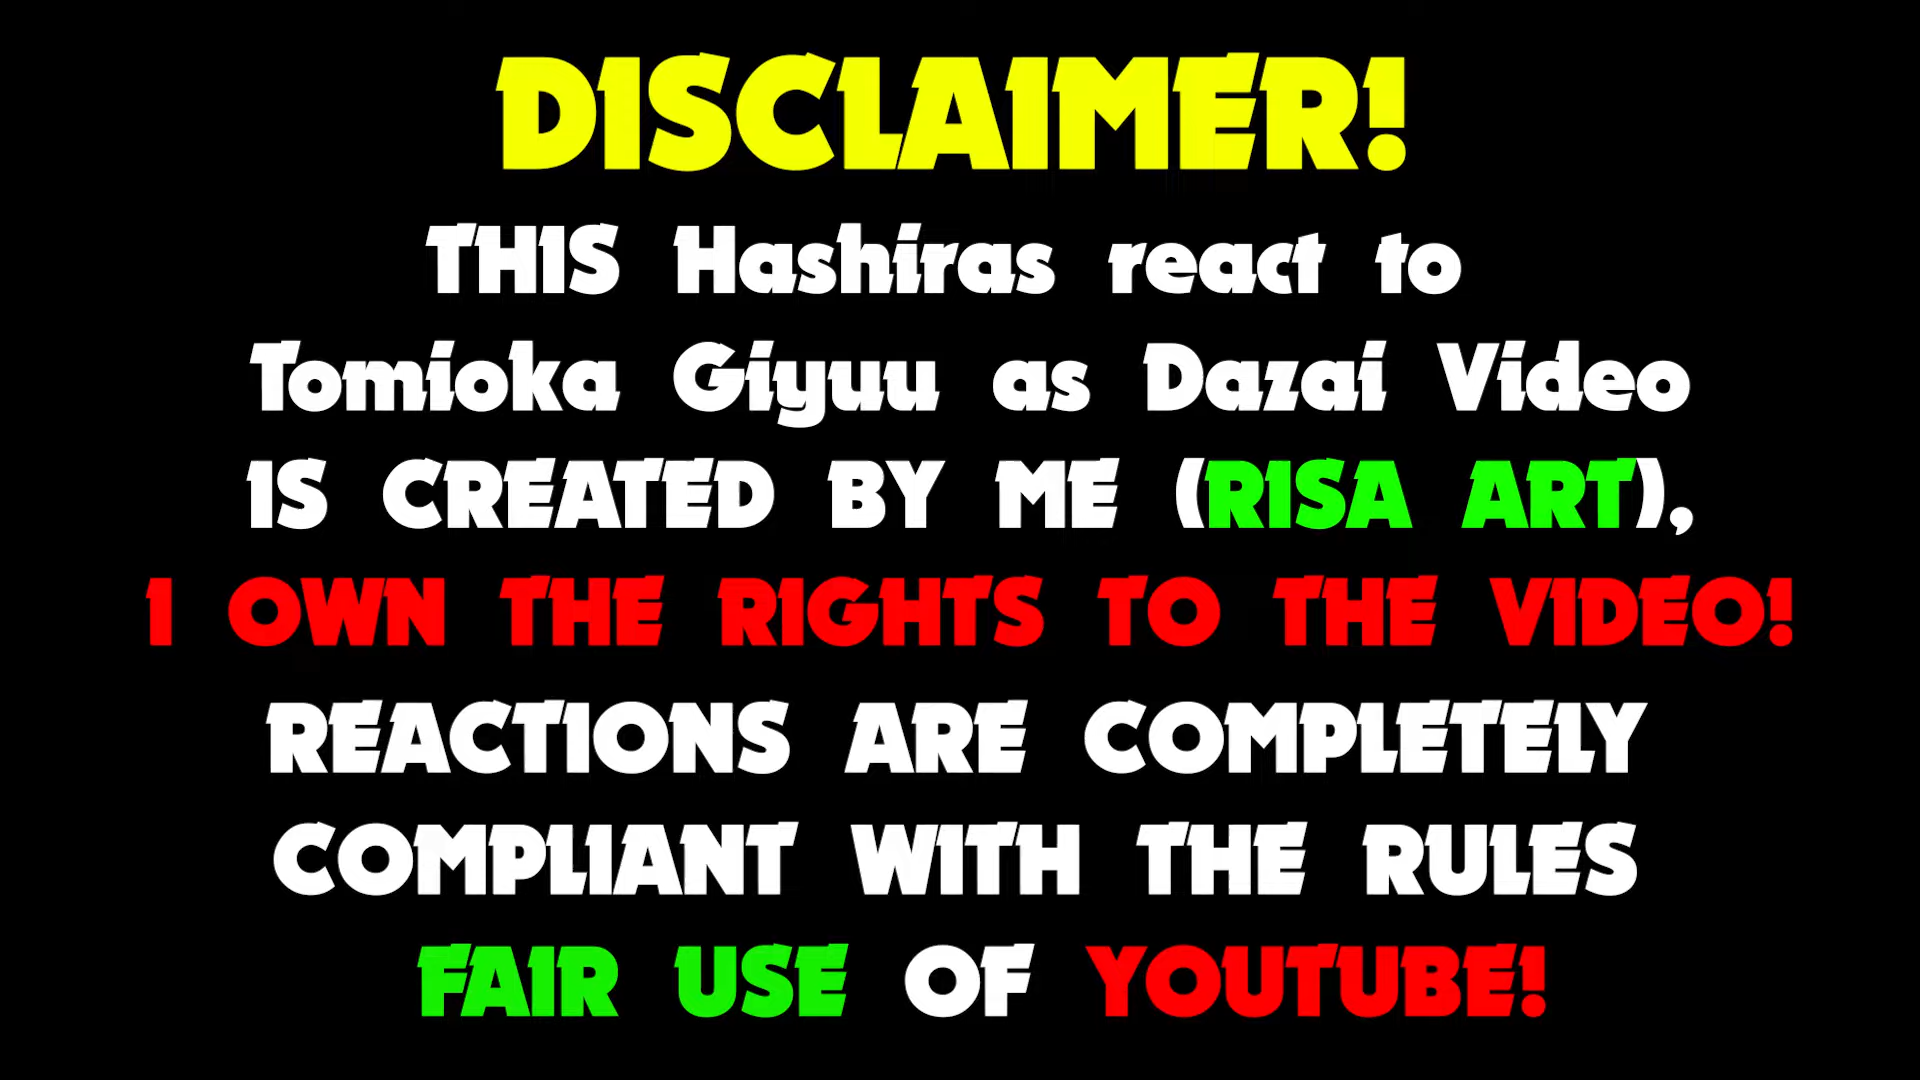 DISCLAIMER!
THIS Hashiras react to
Tomioka Giyuu as Dazai Video
IS CREATED BY ME (RISA ART),
I OWN THE RIGHTS TO THE VIDEO!
REACTIONS ARE COMPLETELY
COMPLIANT WITH THE RULES
FAIR USE OF YOUTUBE!